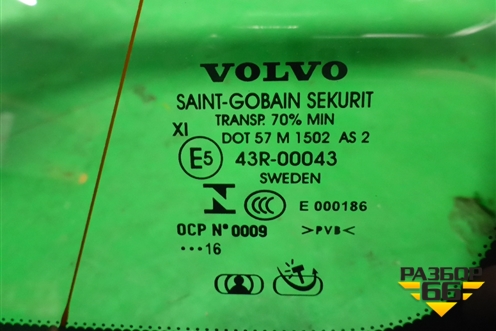 VOLVO
SAINT-GOBAIN SEKURIT
TRANSP. 70% MIN
XI
DOT 57 M 1502 AS 2
E5 43R-00043
SWEDEN
N CCC E 000186
OCP N°0009 >PVB<
...16
РАЗБОР
66